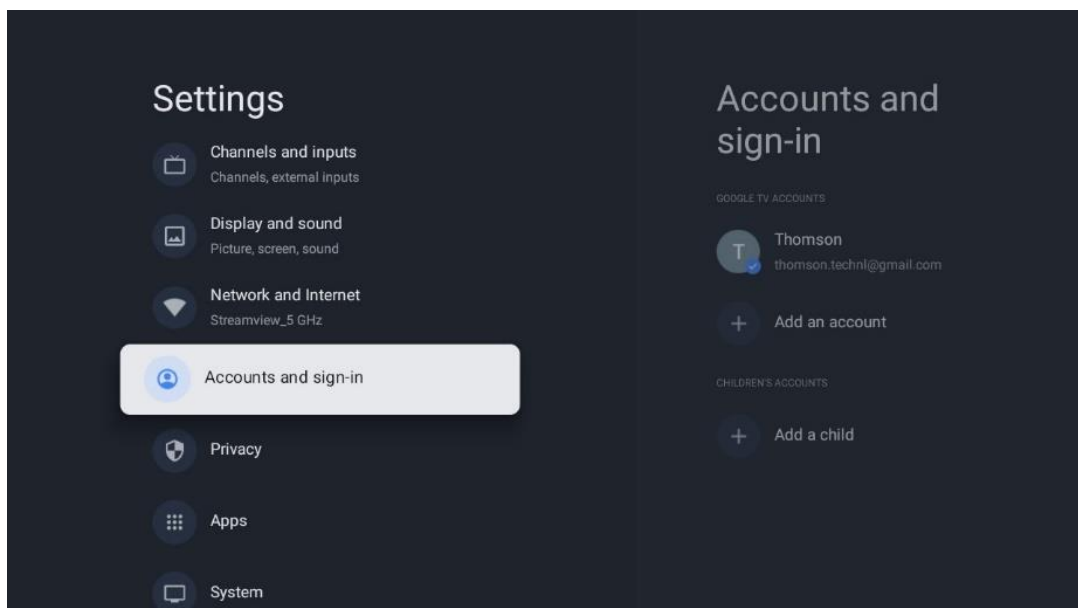 Settings
Channels and inputs
Channels, external inputs
Display and sound
Picture, screen, sound
Network and Internet
Streamview_5 GHz
Accounts and sign-in
Privacy
Apps
System
Accounts and
sign-in
GOOGLE TV ACCOUNTS
T
Thomson
thomson.technl@gmail.com
Add an account
CHILDREN'S ACCOUNTS
Add a child